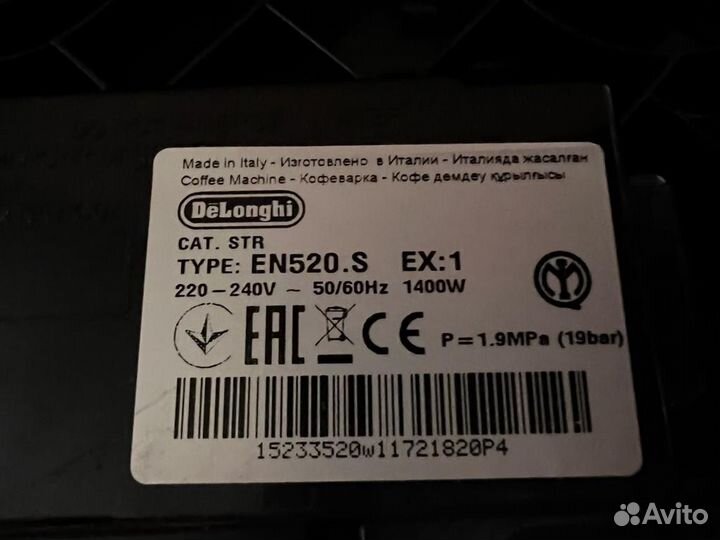 Made in Italy - Изготовлено в Италии - Италияда жасалған
Coffee Machine - Кофеварка - Кофе демдеу құрылғысы
DeLonghi
CAT. STR
TYPE: EN520.S EX:1
220-240V ~ 50/60Hz 1400W
EAC CE P=1.9MPa (19bar)
15233520w11721820P4
Avito